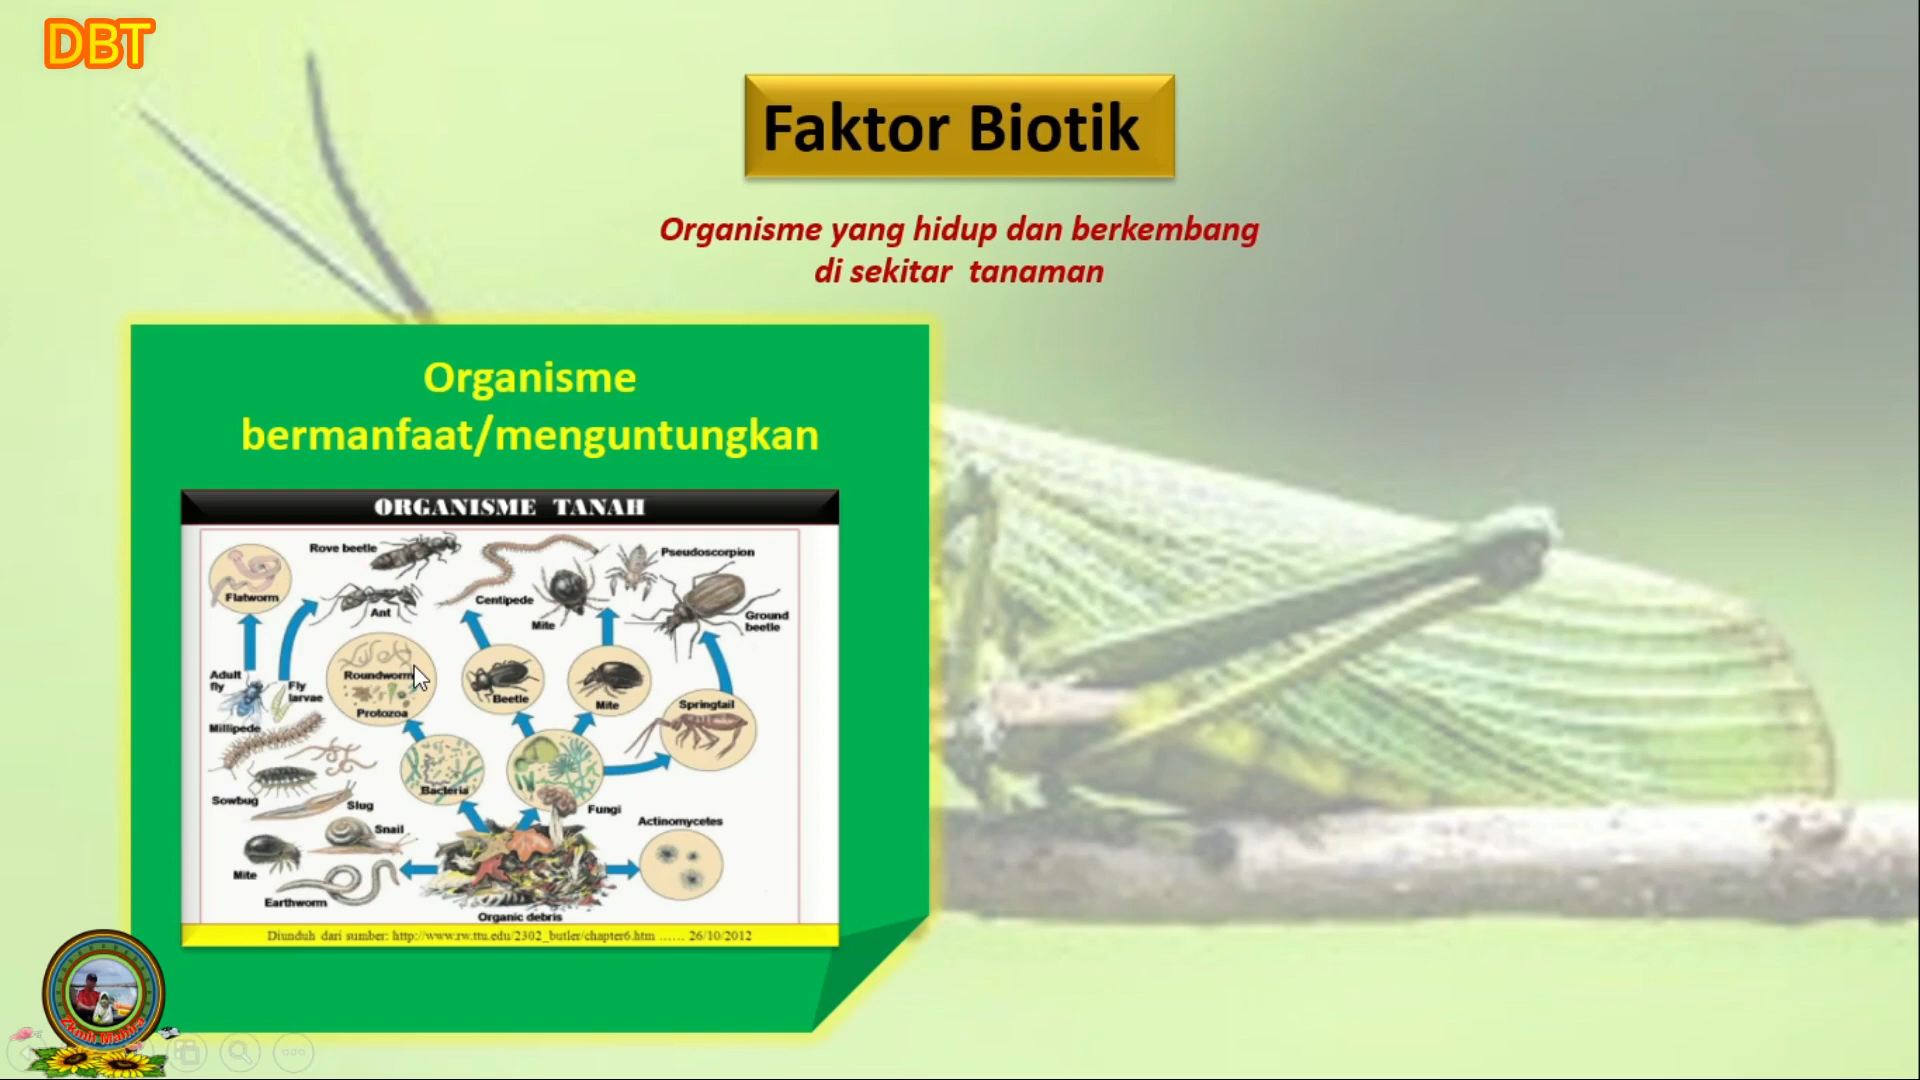 DBT
Faktor Biotik
Organisme yang hidup dan berkembang
di sekitar tanaman
Organisme
bermanfaat/menguntungkan
ORGANISME TANAH
Rove beetle
Pseudoscorpion
Flatworm
Centipede
Ant
Mite
Ground
beetle
Adult
fly
Fly
larvae
Roundworm
Protozoa
Beetle
Mite
Springtail
Millipede
Bacteria
Sowbug
Slug
Fungi
Snail
Actinomycetes
Mite
Earthworm
Organic debris
Diunduh dari sumber: http://www.rw.ttu.edu/2302_butler/chapter6.htm ...... 26/10/2012